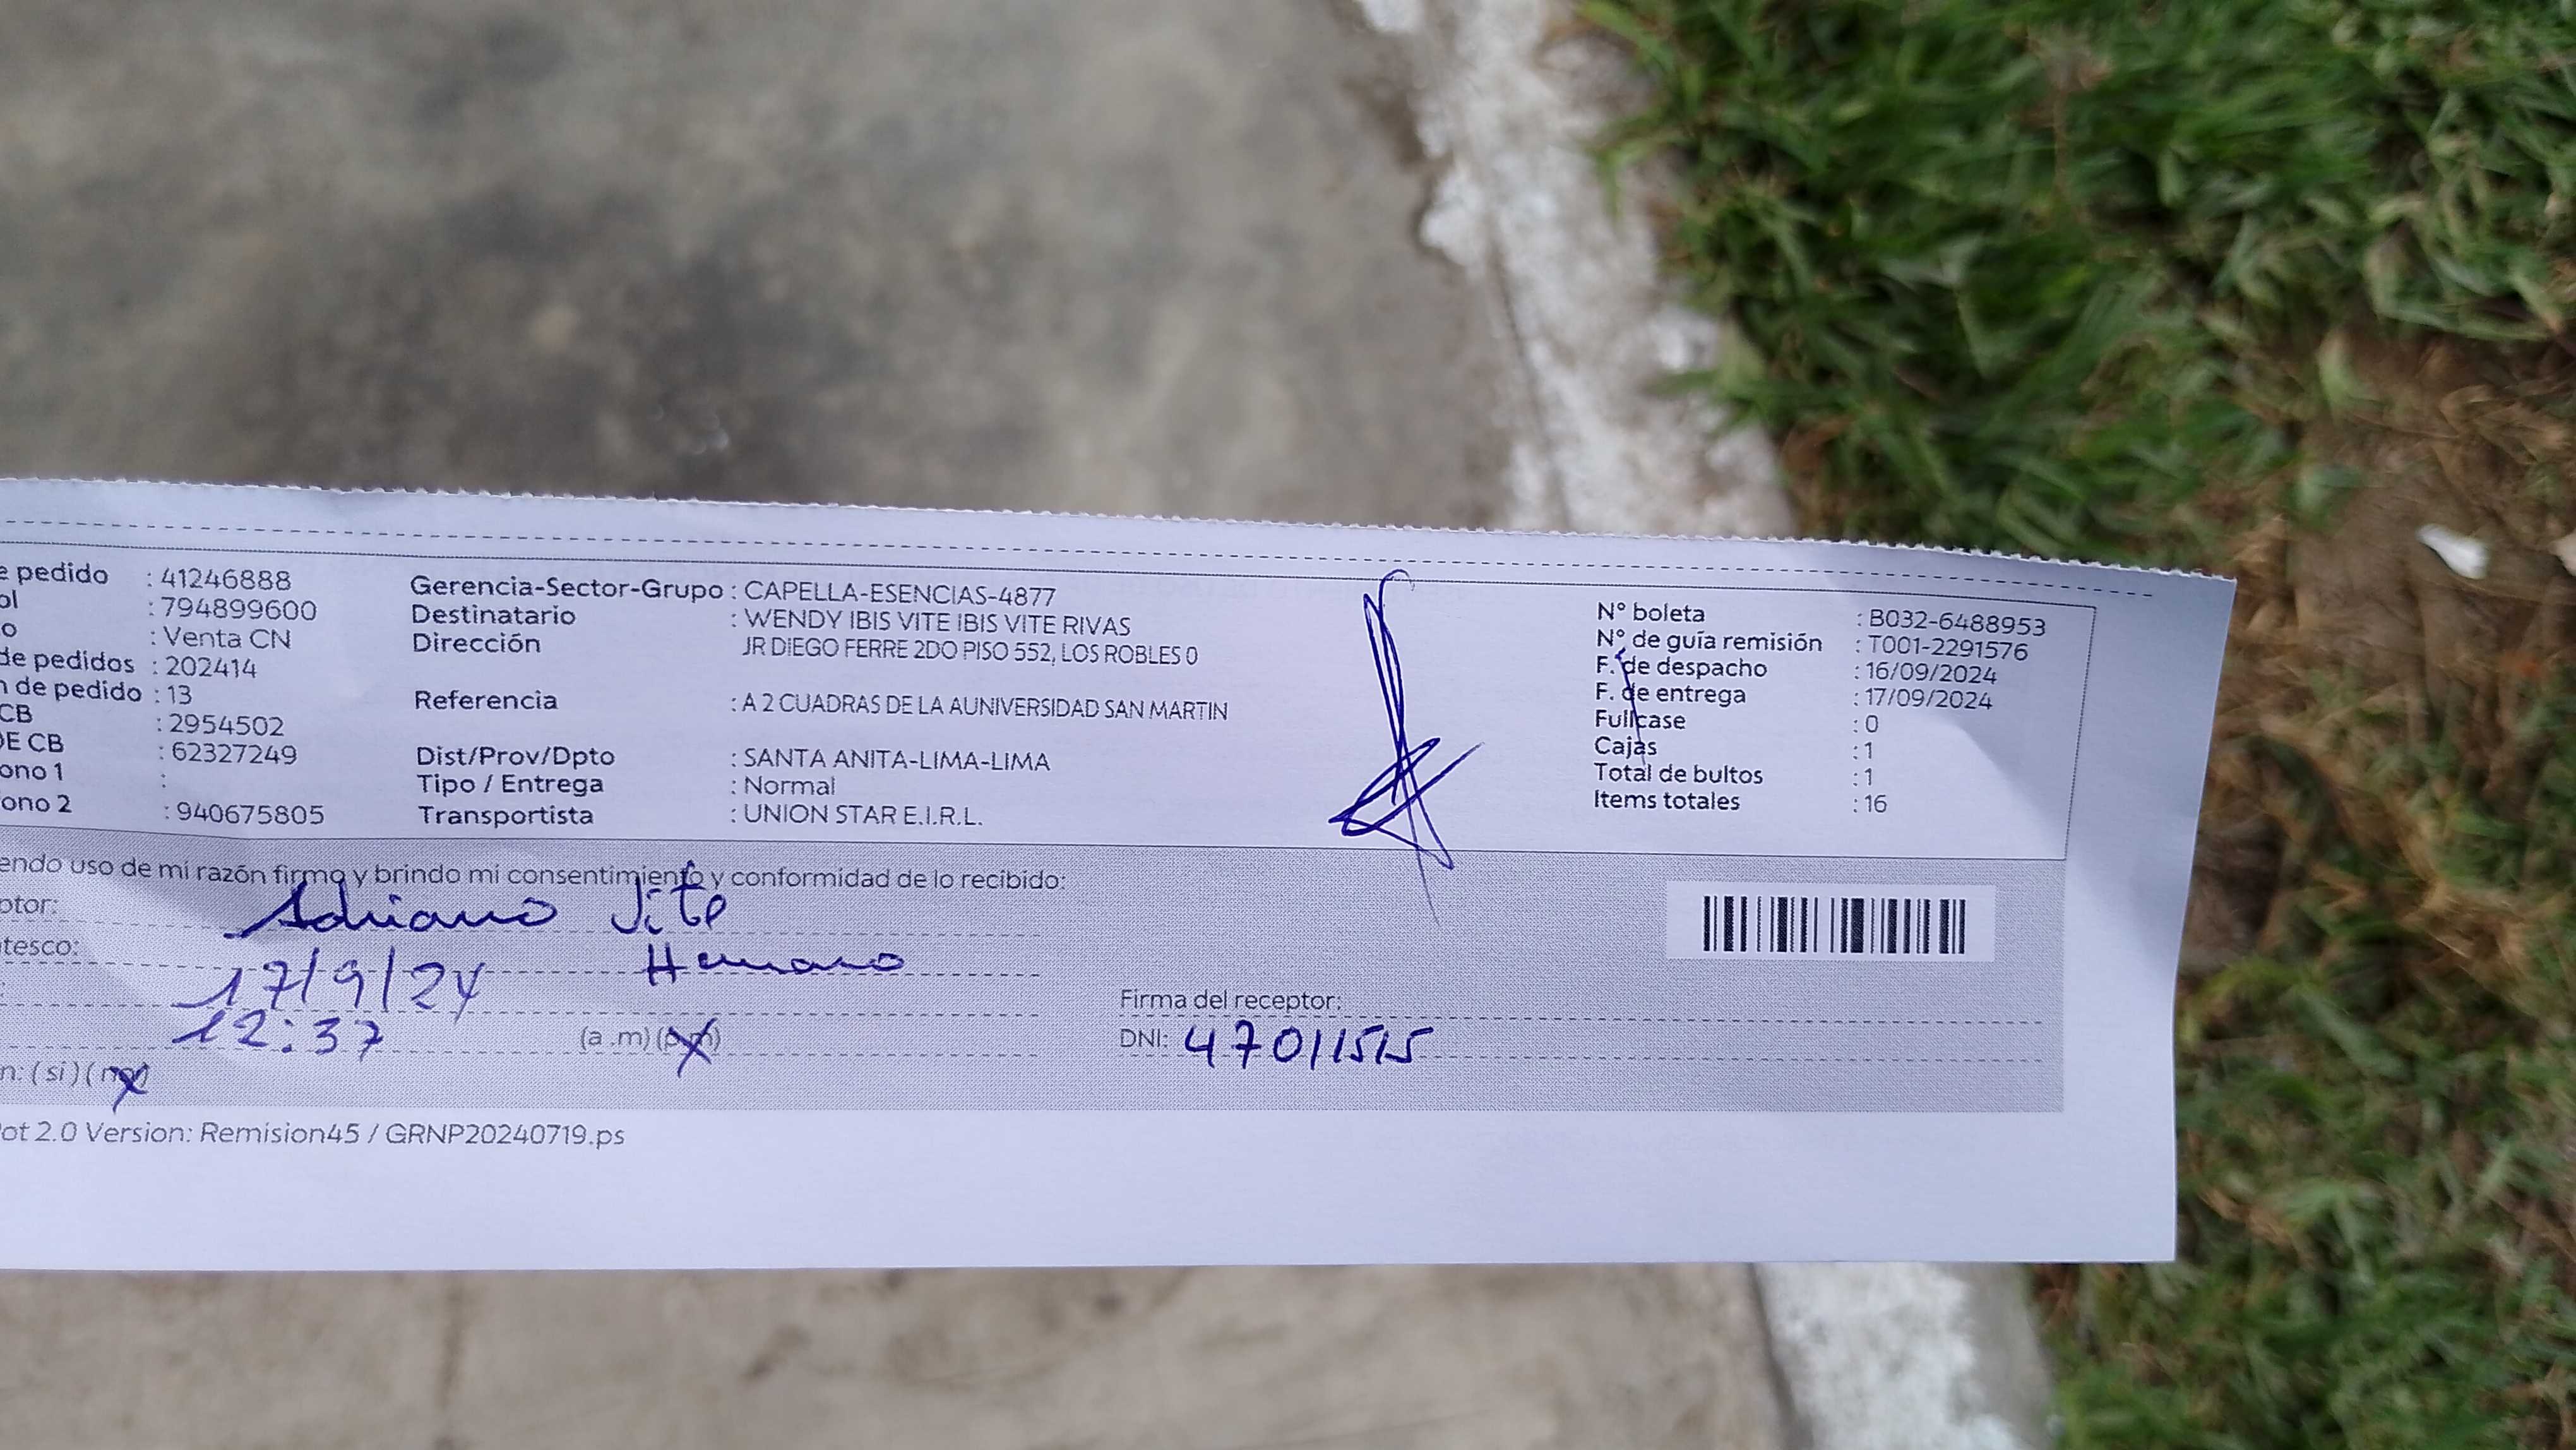 e pedido : 41246888
ol : 794899600
o : Venta CN
de pedidos : 202414
n de pedido : 13
CB : 2954502
DE CB : 62327249
ono 1 :
ono 2 : 940675805
Gerencia-Sector-Grupo : CAPELLA-ESENCIAS-4877
Destinatario : WENDY IBIS VITE IBIS VITE RIVAS
Dirección JR DIEGO FERRE 2DO PISO 552, LOS ROBLES 0
Referencia : A 2 CUADRAS DE LA AUNIVERSIDAD SAN MARTIN
Dist/Prov/Dpto : SANTA ANITA-LIMA-LIMA
Tipo / Entrega : Normal
Transportista : UNION STAR E.I.R.L.
N° boleta : B032-6488953
N° de guía remisión : T001-2291576
F. de despacho : 16/09/2024
F. de entrega : 17/09/2024
Fullcase : 0
Cajas : 1
Total de bultos : 1
Items totales : 16
endo uso de mi razón firmo y brindo mi consentimiento y conformidad de lo recibido:
ptor: Adriano Vite
tesco: Hermano
: 17/9/24
12:37 (a.m) (p.m)
n: (si) (no)
Firma del receptor:
DNI: 47011515
ot 2.0 Version: Remision45 / GRNP20240719.ps